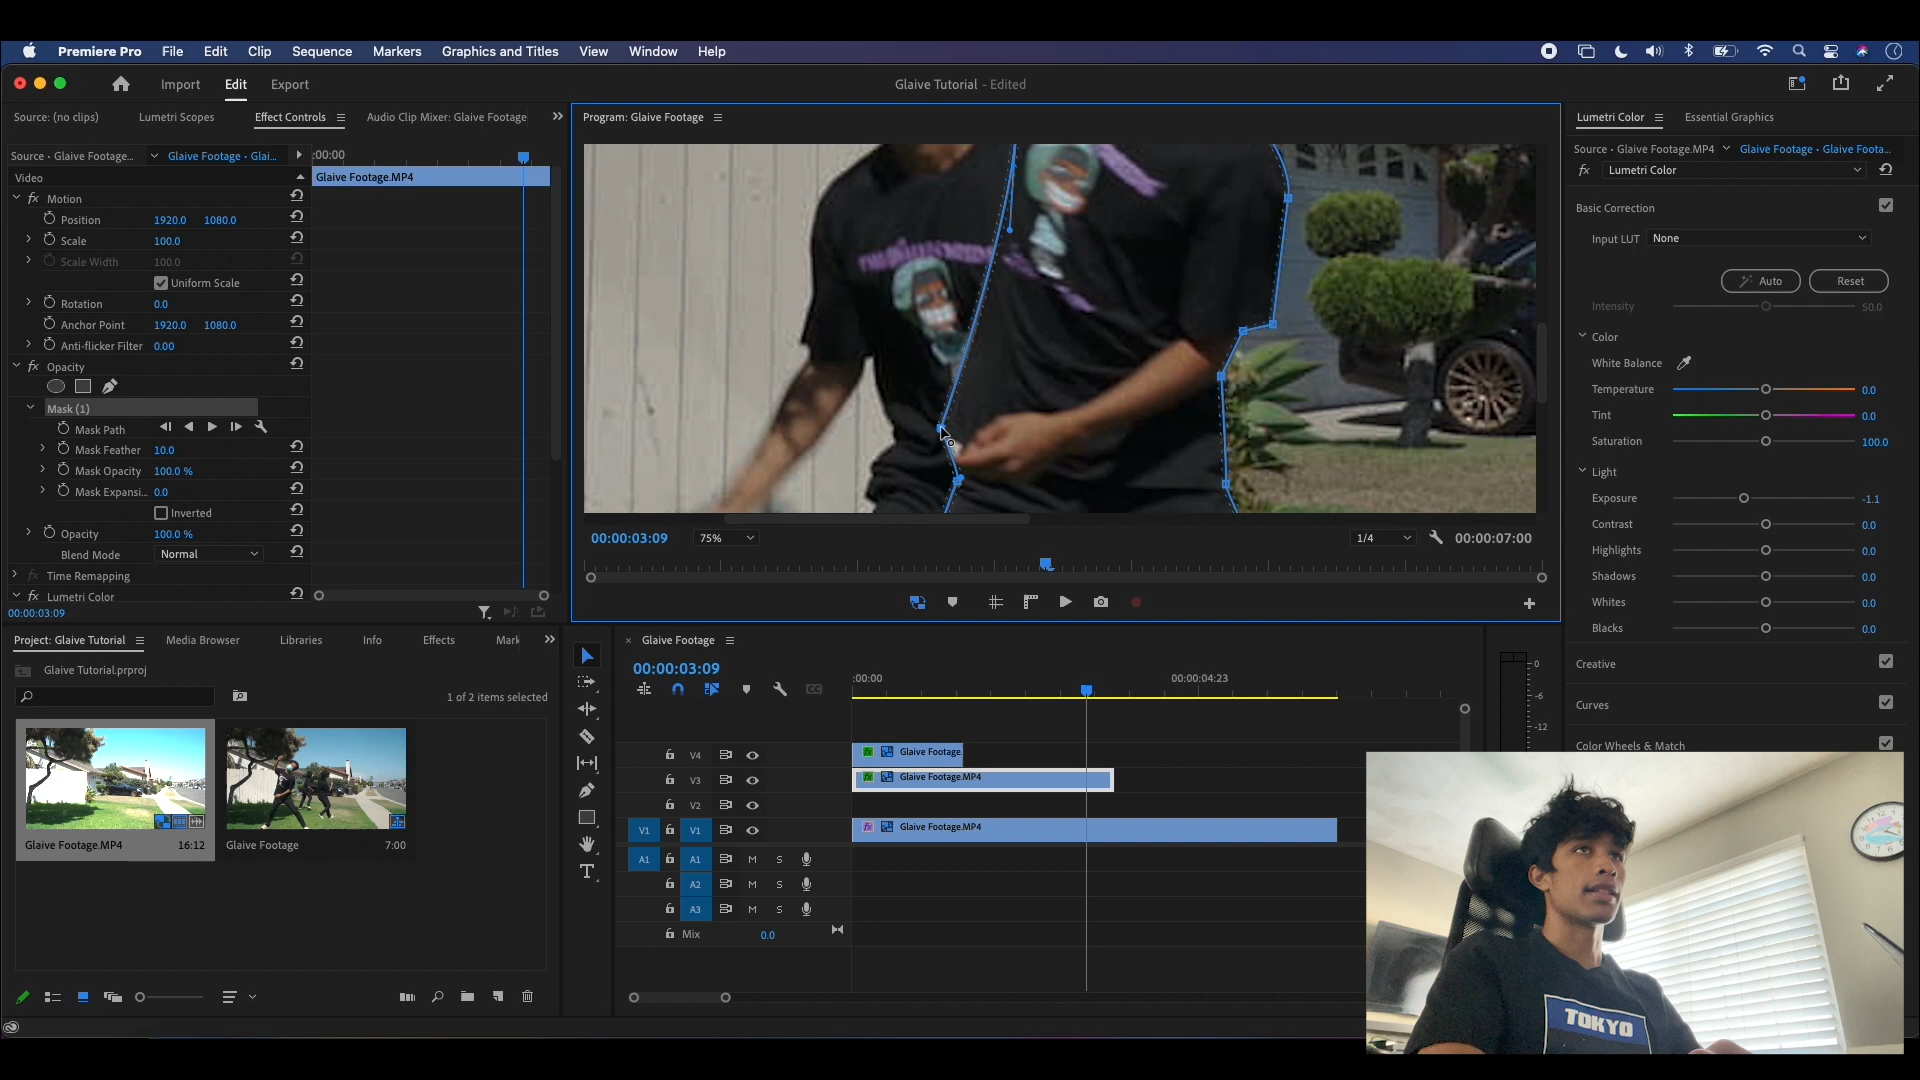 Premiere Pro File Edit Clip Sequence Markers Graphics and Titles View Window Help
Import Edit Export Glaive Tutorial - Edited
Source: (no clips) Lumetri Scopes Effect Controls Audio Clip Mixer: Glaive Footage
Program: Glaive Footage
Lumetri Color Essential Graphics
Source • Glaive Footage... Glaive Footage • Glai... :00:00
Video Glaive Footage.MP4
fx Motion
Position 1920.0 1080.0
Scale 100.0
Scale Width 100.0
Uniform Scale
Rotation 0.0
Anchor Point 1920.0 1080.0
Anti-flicker Filter 0.00
fx Opacity
Mask (1)
Mask Path
Mask Feather 10.0
Mask Opacity 100.0 %
Mask Expansi... 0.0
Inverted
Opacity 100.0 %
Blend Mode Normal
fx Time Remapping
fx Lumetri Color
00:00:03:09
00:00:03:09 75% 1/4 00:00:07:00
Source • Glaive Footage.MP4 Glaive Footage • Glaive Foota...
fx Lumetri Color
Basic Correction
Input LUT None
Auto Reset
Intensity 50.0
Color
White Balance
Temperature 0.0
Tint 0.0
Saturation 100.0
Light
Exposure -1.1
Contrast 0.0
Highlights 0.0
Shadows 0.0
Whites 0.0
Blacks 0.0
Creative
Curves
Color Wheels & Match
Project: Glaive Tutorial Media Browser Libraries Info Effects Mark
Glaive Tutorial.prproj
1 of 2 items selected
Glaive Footage.MP4 16:12
Glaive Footage 7:00
× Glaive Footage
00:00:03:09
:00:00 00:00:04:23
V4 fx Glaive Footage.
V3 fx Glaive Footage.MP4
V2
V1 V1 fx Glaive Footage.MP4
A1 A1 M S
A2 M S
A3 M S
Mix 0.0
0
-6
-12
TOKYO